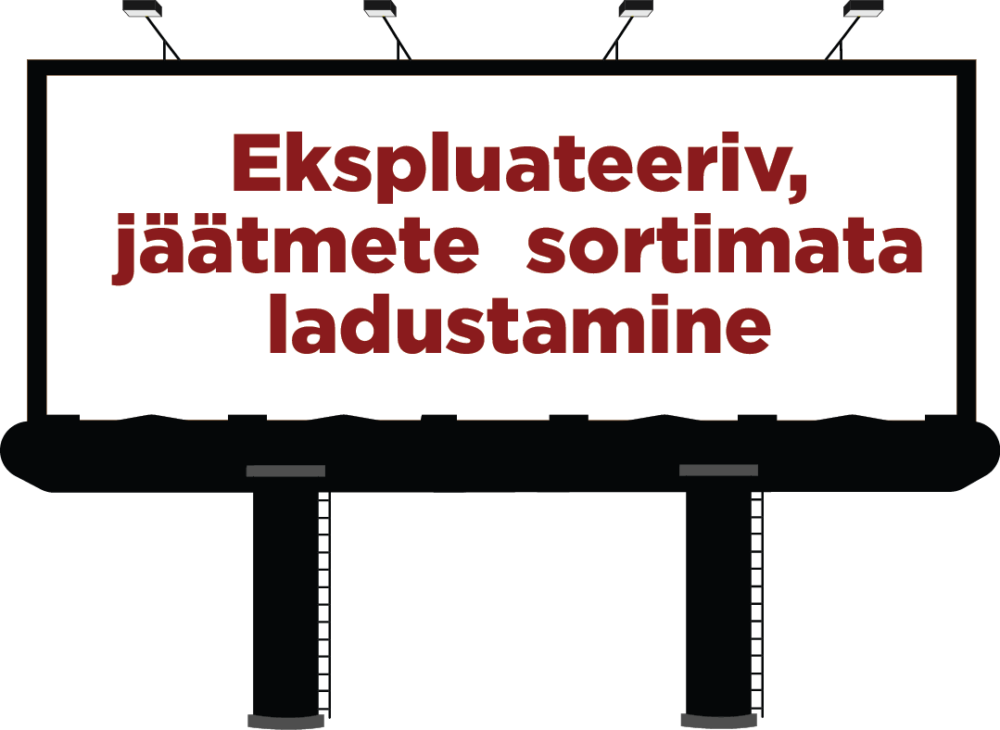 Ekspluateeriv,
jäätmete sortimata
ladustamine